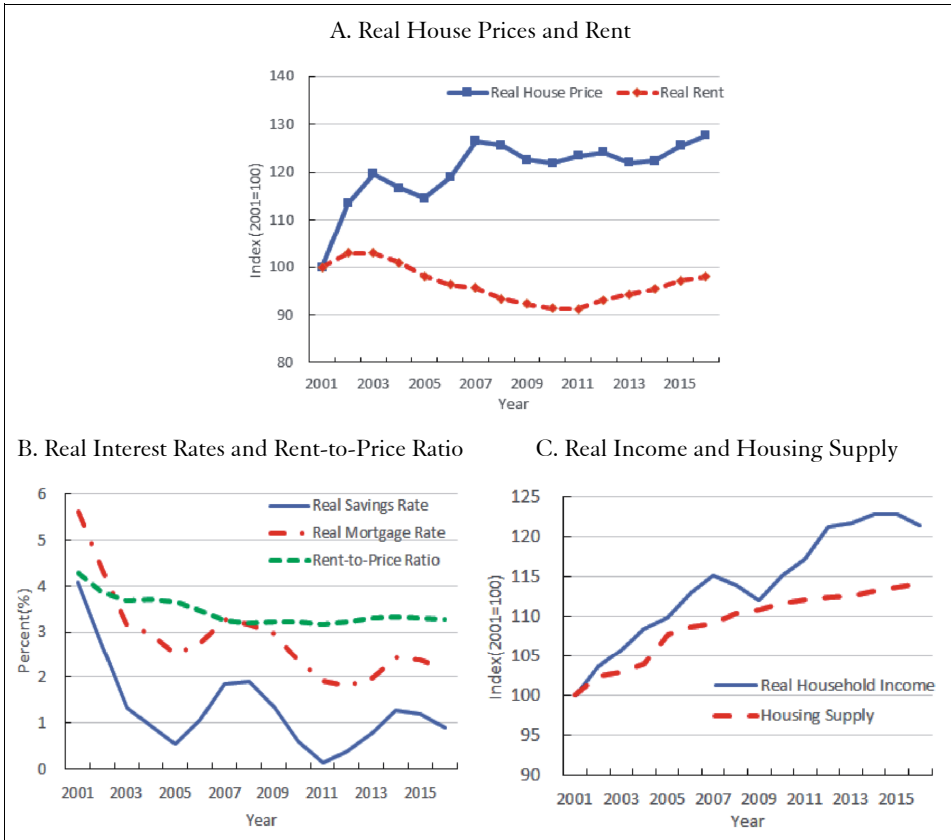 A. Real House Prices and Rent
140
130
120
110
100
90
80
Index (2001=100)
Real House Price
Real Rent
2001 2003 2005 2007 2009 2011 2013 2015
Year
B. Real Interest Rates and Rent-to-Price Ratio
6
5
4
3
2
1
0
Percent(%)
Real Savings Rate
Real Mortgage Rate
Rent-to-Price Ratio
2001 2003 2005 2007 2009 2011 2013 2015
Year
C. Real Income and Housing Supply
125
120
115
110
105
100
95
90
Index(2001=100)
Real Household Income
Housing Supply
2001 2003 2005 2007 2009 2011 2013 2015
Year